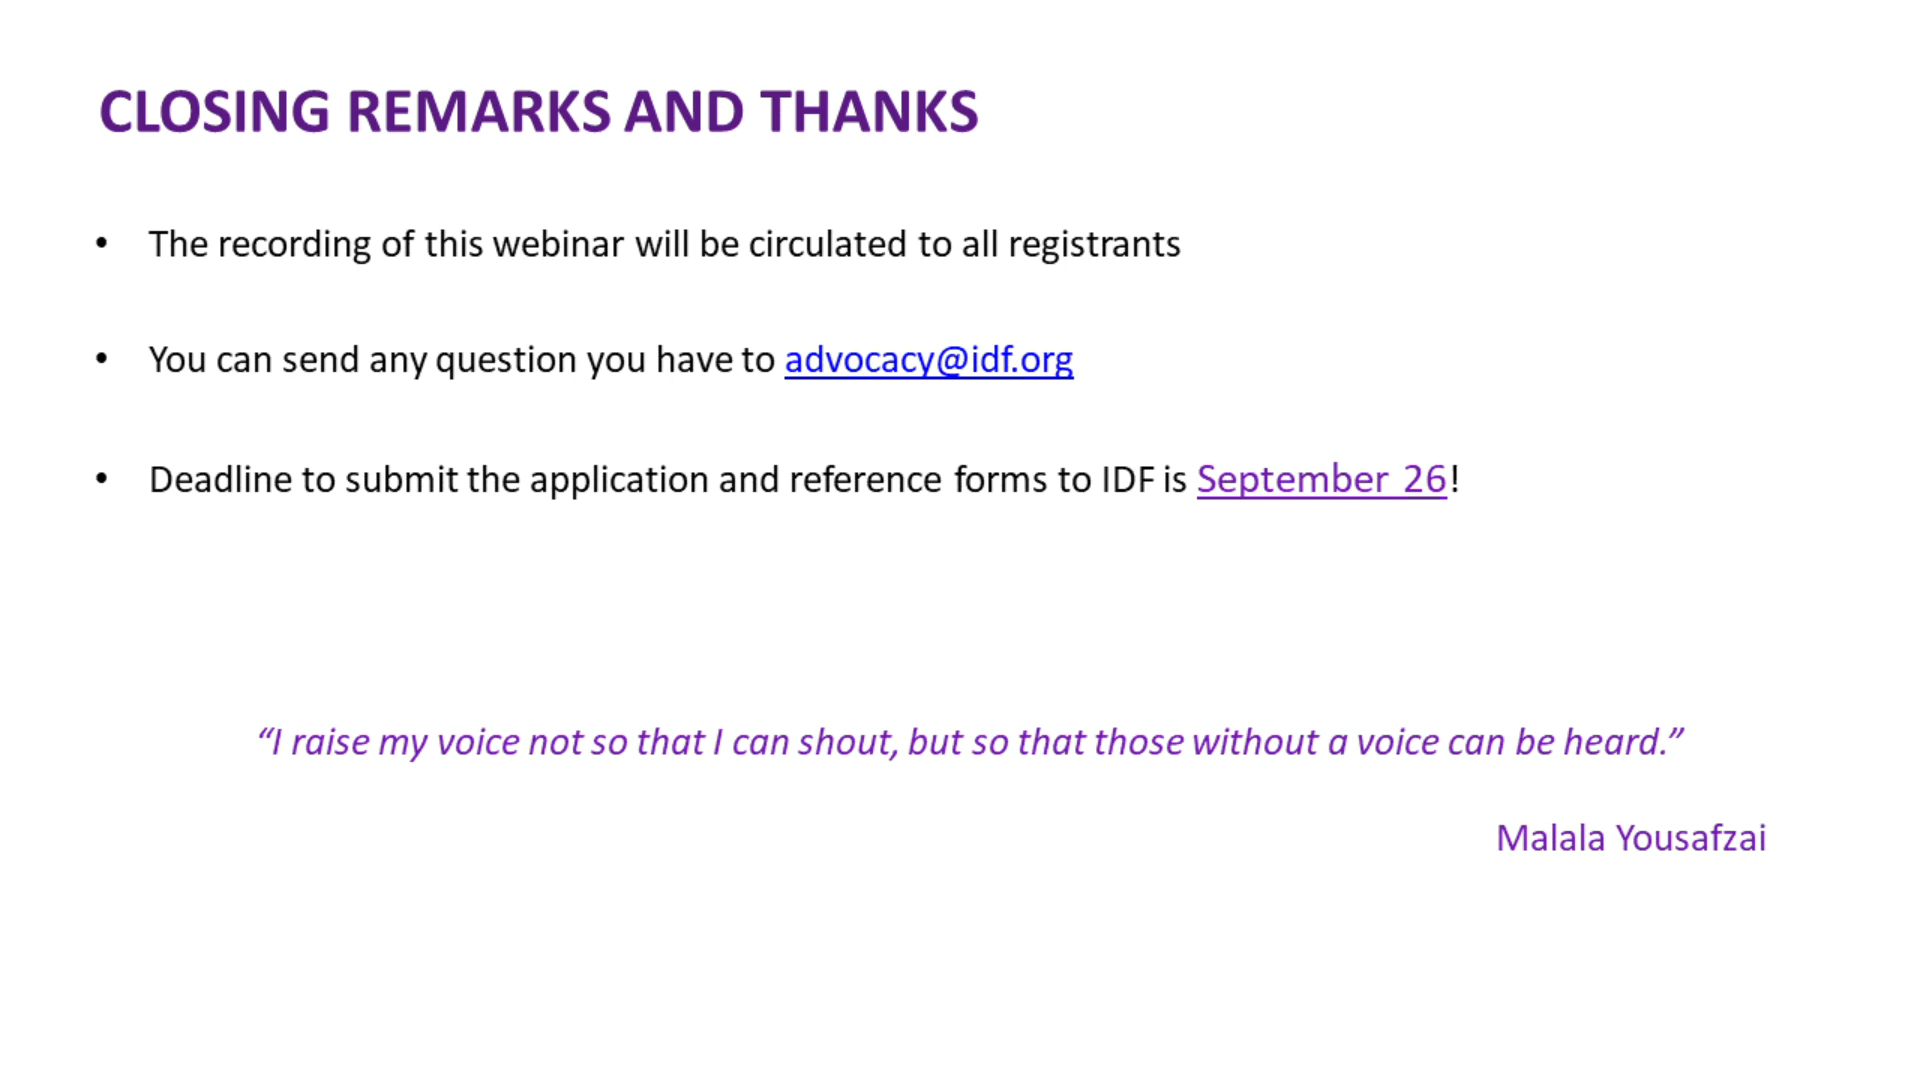 CLOSING REMARKS AND THANKS
• The recording of this webinar will be circulated to all registrants
• You can send any question you have to advocacy@idf.org
• Deadline to submit the application and reference forms to IDF is September 26!
“I raise my voice not so that I can shout, but so that those without a voice can be heard.”
Malala Yousafzai